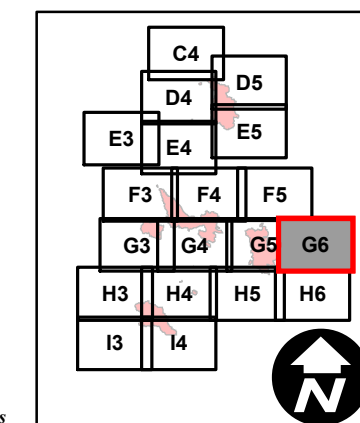 C4
D5
D4
E3
E4
E5
F3 F4 F5
G3 G4 G5 G6
H3 H4 H5 H6
I3 I4
N
s